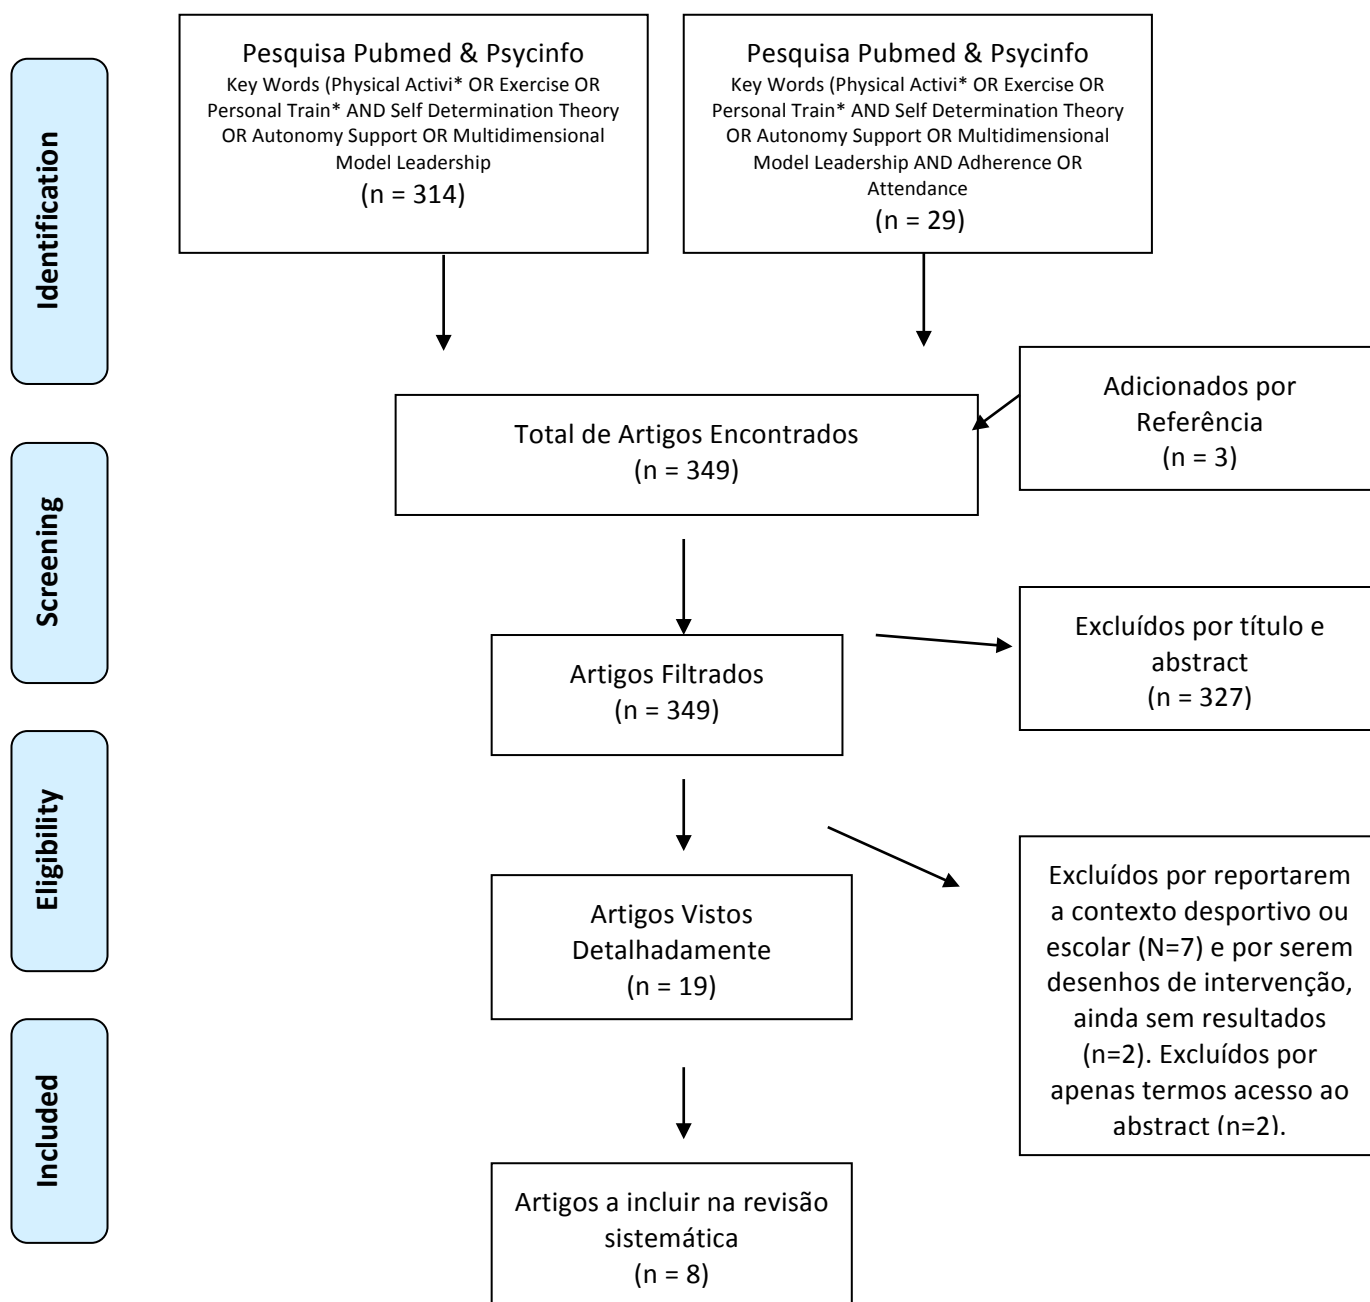 Identification
Pesquisa Pubmed & Psycinfo
Key Words (Physical Activi* OR Exercise OR
Personal Train* AND Self Determination Theory
OR Autonomy Support OR Multidimensional
Model Leadership
(n = 314)
Pesquisa Pubmed & Psycinfo
Key Words (Physical Activi* OR Exercise OR
Personal Train* AND Self Determination Theory
OR Autonomy Support OR Multidimensional
Model Leadership AND Adherence OR
Attendance
(n = 29)
Adicionados por
Referência
(n = 3)
Total de Artigos Encontrados
(n = 349)
Screening
Artigos Filtrados
(n = 349)
Excluídos por título e
abstract
(n = 327)
Eligibility
Artigos Vistos
Detalhadamente
(n = 19)
Excluídos por reportarem
a contexto desportivo ou
escolar (N=7) e por serem
desenhos de intervenção,
ainda sem resultados
(n=2). Excluídos por
apenas termos acesso ao
abstract (n=2).
Included
Artigos a incluir na revisão
sistemática
(n = 8)